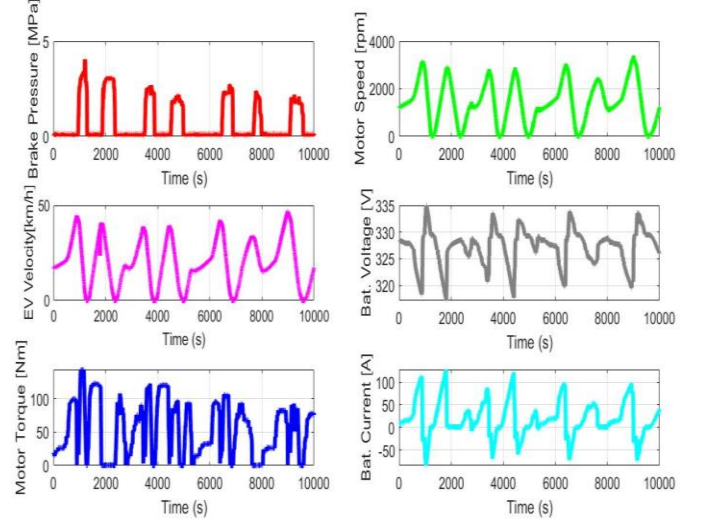 Brake Pressure [MPa]
5
0
0 2000 4000 6000 8000 10000
Time (s)
Motor Speed [rpm]
4000
2000
0
0 2000 4000 6000 8000 10000
Time (s)
EV Velocity[km/h]
50
0
0 2000 4000 6000 8000 10000
Time (s)
Bat. Voltage [V]
335
330
325
320
0 2000 4000 6000 8000 10000
Time (s)
Motor Torque [Nm]
100
50
0
0 2000 4000 6000 8000 10000
Time (s)
Bat. Current [A]
100
50
0
-50
0 2000 4000 6000 8000 10000
Time (s)